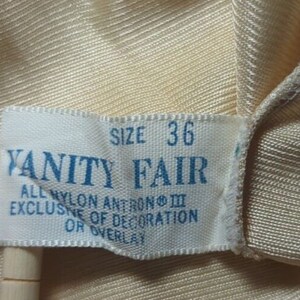 SIZE 36
VANITY FAIR
ALL NYLON ANTRON® III
EXCLUSIVE OF DECORATION
OR OVERLAY